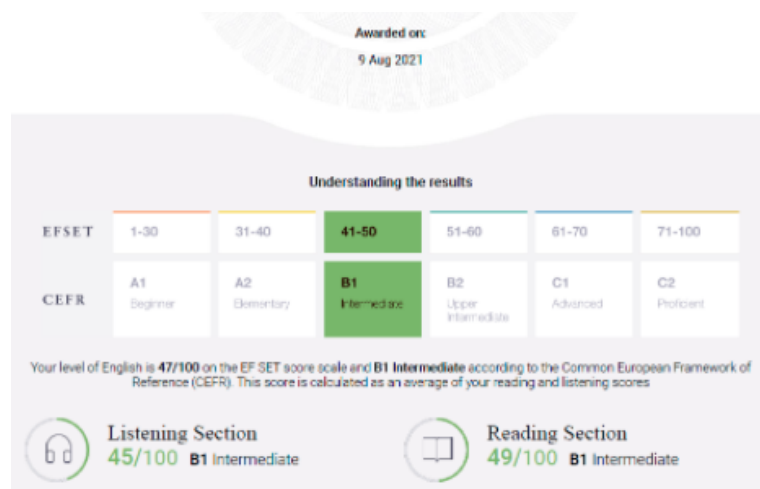 Awarded on:
9 Aug 2021
Understanding the results
EFSET 1-30 31-40 41-50 51-60 61-70 71-100
CEFR
A1 A2 B1 B2 C1 C2
Beginner Elementary Intermediate Upper Intermediate Advanced Proficient
Your level of English is 47/100 on the EF SET score scale and B1 Intermediate according to the Common European Framework of
Reference (CEFR). This score is calculated as an average of your reading and listening scores
Listening Section
45/100 B1 Intermediate
Reading Section
49/100 B1 Intermediate